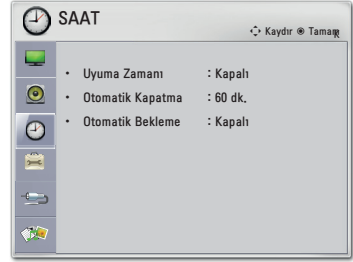 SAAT
Kaydır Tamam
• Uyuma Zamanı : Kapalı
• Otomatik Kapatma : 60 dk.
• Otomatik Bekleme : Kapalı